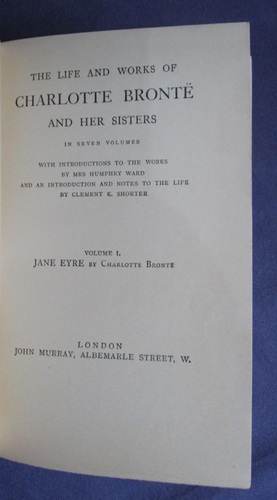 THE LIFE AND WORKS OF
CHARLOTTE BRONTË
AND HER SISTERS
IN SEVEN VOLUMES
WITH INTRODUCTIONS TO THE WORKS
BY MRS HUMPHRY WARD
AND AN INTRODUCTION AND NOTES TO THE LIFE
BY CLEMENT K. SHORTER
VOLUME I.
JANE EYRE BY CHARLOTTE BRONTË
LONDON
JOHN MURRAY, ALBEMARLE STREET, W.